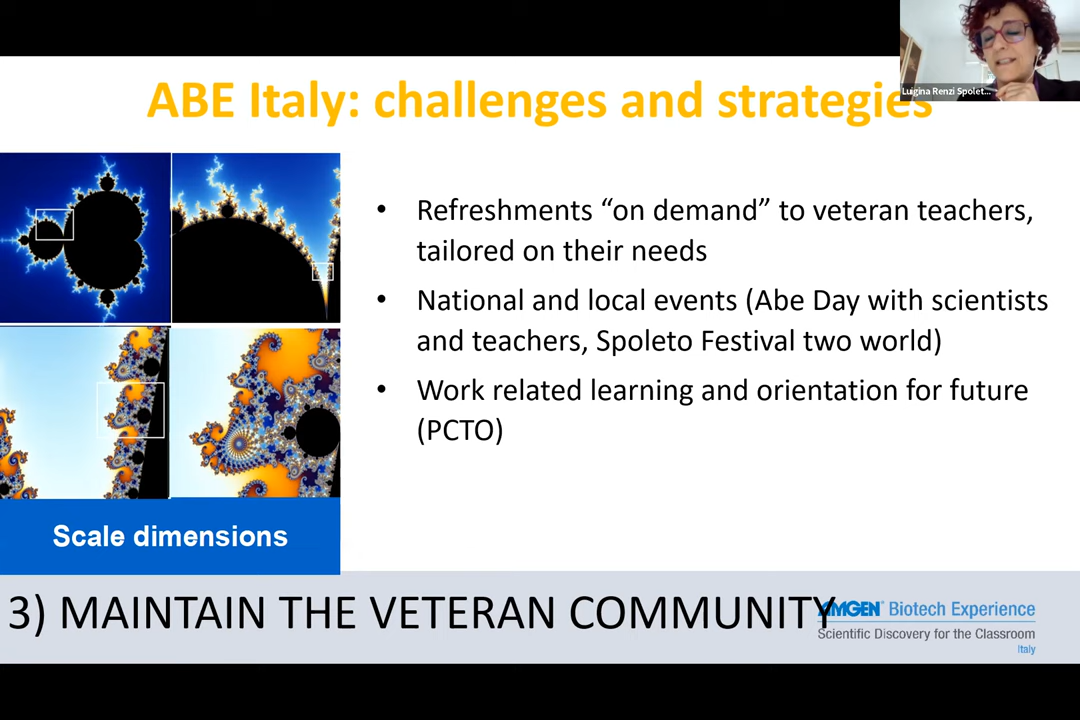 Luigina Renzi Spolet...
ABE Italy: challenges and strategies
• Refreshments “on demand” to veteran teachers,
tailored on their needs
• National and local events (Abe Day with scientists
and teachers, Spoleto Festival two world)
• Work related learning and orientation for future
(PCTO)
Scale dimensions
3) MAINTAIN THE VETERAN COMMUNITY
AMGEN® Biotech Experience
Scientific Discovery for the Classroom
Italy